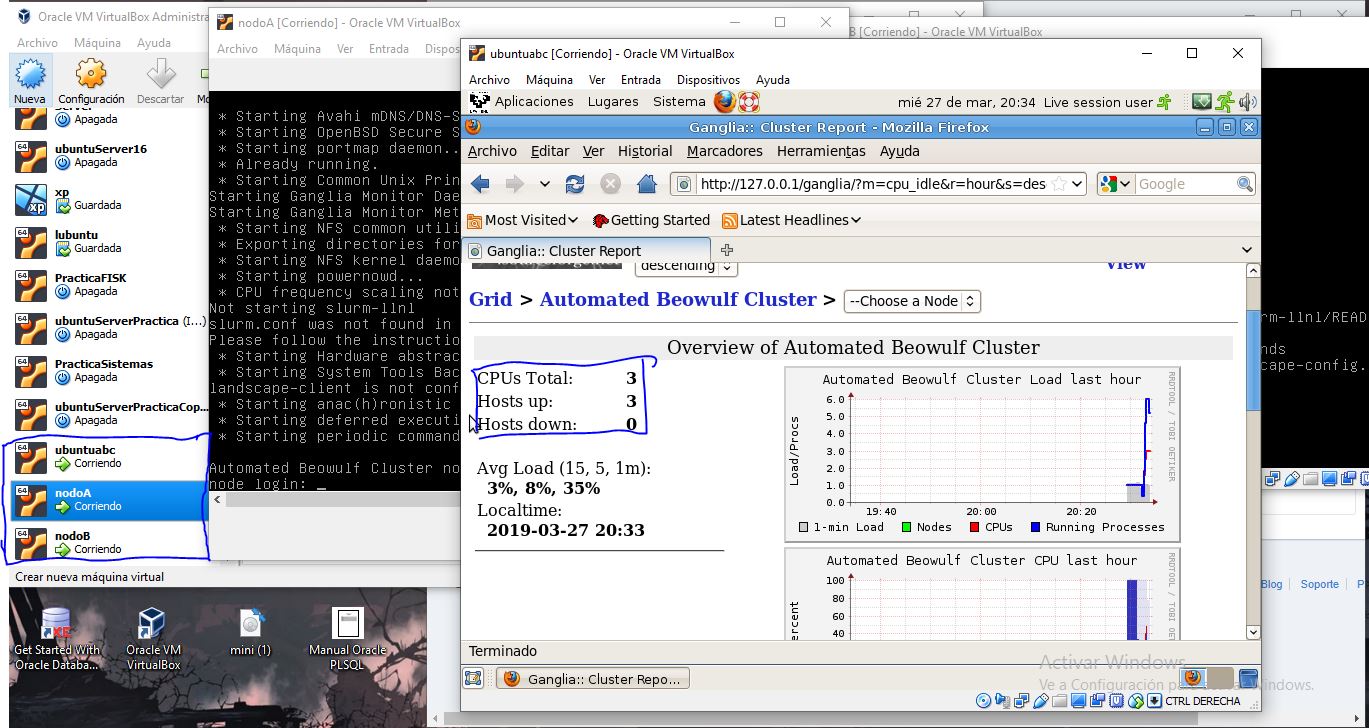 Oracle VM VirtualBox Administra
Archivo Máquina Ayuda
Nueva Configuración Descartar
Apagada
ubuntuServer16
Apagada
xp
Guardada
lubuntu
Guardada
PracticaFISK
Apagada
ubuntuServerPractica (I...)
Apagada
PracticaSistemas
Apagada
ubuntuServerPracticaCop...
Apagada
ubuntuabc
Corriendo
nodoA
Corriendo
nodoB
Corriendo
Crear nueva máquina virtual
Get Started With
Oracle Databa...
Oracle VM
VirtualBox
mini (1)
Manual Oracle
PLSQL
nodoA [Corriendo] - Oracle VM VirtualBox
Archivo Máquina Ver Entrada Dispos
* Starting Avahi mDNS/DNS-S
* Starting OpenBSD Secure S
* Starting portmap daemon..
* Already running.
* Starting Common Unix Prin
Starting Ganglia Monitor Dae
Starting Ganglia Monitor Met
* Starting NFS common utili
* Exporting directories for
* Starting NFS kernel daemo
* Starting powernowd...
* CPU frequency scaling not
Not starting slurm-llnl
slurm.conf was not found in
Please follow the instructio
* Starting Hardware abstrac
* Starting System Tools Bac
landscape-client is not conf
* Starting anac(h)ronistic
* Starting deferred executi
* Starting periodic command
Automated Beowulf Cluster no
node login: _
B [Corriendo] - Oracle VM VirtualBox
rm-llnl/READ
nds
cape-config.
Blog Soporte P
ubuntuabc [Corriendo] - Oracle VM VirtualBox
Archivo Máquina Ver Entrada Dispositivos Ayuda
Aplicaciones Lugares Sistema mié 27 de mar, 20:34 Live session user
Ganglia:: Cluster Report - Mozilla Firefox
Archivo Editar Ver Historial Marcadores Herramientas Ayuda
http://127.0.0.1/ganglia/?m=cpu_idle&r=hour&s=des Google
Most Visited Getting Started Latest Headlines
Ganglia:: Cluster Report
descending View
Grid > Automated Beowulf Cluster > --Choose a Node
Overview of Automated Beowulf Cluster
CPUs Total: 3
Hosts up: 3
Hosts down: 0
Avg Load (15, 5, 1m):
3%, 8%, 35%
Localtime:
2019-03-27 20:33
Automated Beowulf Cluster Load last hour
Load/Procs
6.0
5.0
4.0
3.0
2.0
1.0
0.0
19:40 20:00 20:20
1-min Load Nodes CPUs Running Processes
RRDTOOL / TOBI OETIKER
Automated Beowulf Cluster CPU last hour
100
80
60
40
ercent
RRDTOOL / TOBI OET
Terminado
Ganglia:: Cluster Repo...
CTRL DERECHA
Activar Windows
Ve a Configuración para activar Windows.